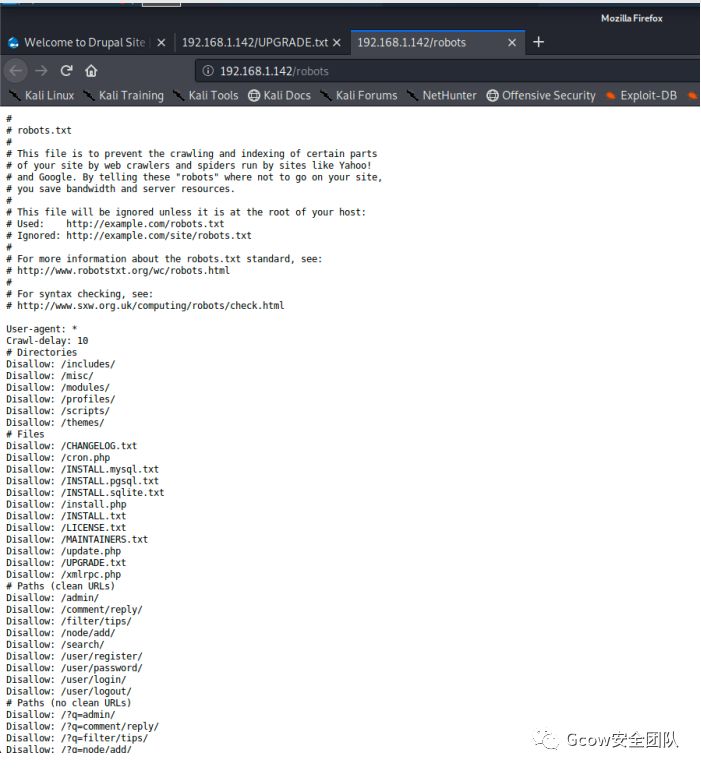 Mozilla Firefox
Welcome to Drupal Site
192.168.1.142/UPGRADE.txt
192.168.1.142/robots
192.168.1.142/robots
Kali Linux Kali Training Kali Tools Kali Docs Kali Forums NetHunter Offensive Security Exploit-DB
#
# robots.txt
#
# This file is to prevent the crawling and indexing of certain parts
# of your site by web crawlers and spiders run by sites like Yahoo!
# and Google. By telling these "robots" where not to go on your site,
# you save bandwidth and server resources.
#
# This file will be ignored unless it is at the root of your host:
# Used:    http://example.com/robots.txt
# Ignored: http://example.com/site/robots.txt
#
# For more information about the robots.txt standard, see:
# http://www.robotstxt.org/wc/robots.html
#
# For syntax checking, see:
# http://www.sxw.org.uk/computing/robots/check.html
User-agent: *
Crawl-delay: 10
# Directories
Disallow: /includes/
Disallow: /misc/
Disallow: /modules/
Disallow: /profiles/
Disallow: /scripts/
Disallow: /themes/
# Files
Disallow: /CHANGELOG.txt
Disallow: /cron.php
Disallow: /INSTALL.mysql.txt
Disallow: /INSTALL.pgsql.txt
Disallow: /INSTALL.sqlite.txt
Disallow: /install.php
Disallow: /INSTALL.txt
Disallow: /LICENSE.txt
Disallow: /MAINTAINERS.txt
Disallow: /update.php
Disallow: /UPGRADE.txt
Disallow: /xmlrpc.php
# Paths (clean URLs)
Disallow: /admin/
Disallow: /comment/reply/
Disallow: /filter/tips/
Disallow: /node/add/
Disallow: /search/
Disallow: /user/register/
Disallow: /user/password/
Disallow: /user/login/
Disallow: /user/logout/
# Paths (no clean URLs)
Disallow: /?q=admin/
Disallow: /?q=comment/reply/
Disallow: /?q=filter/tips/
Disallow: /?q=node/add/
Gcow安全团队